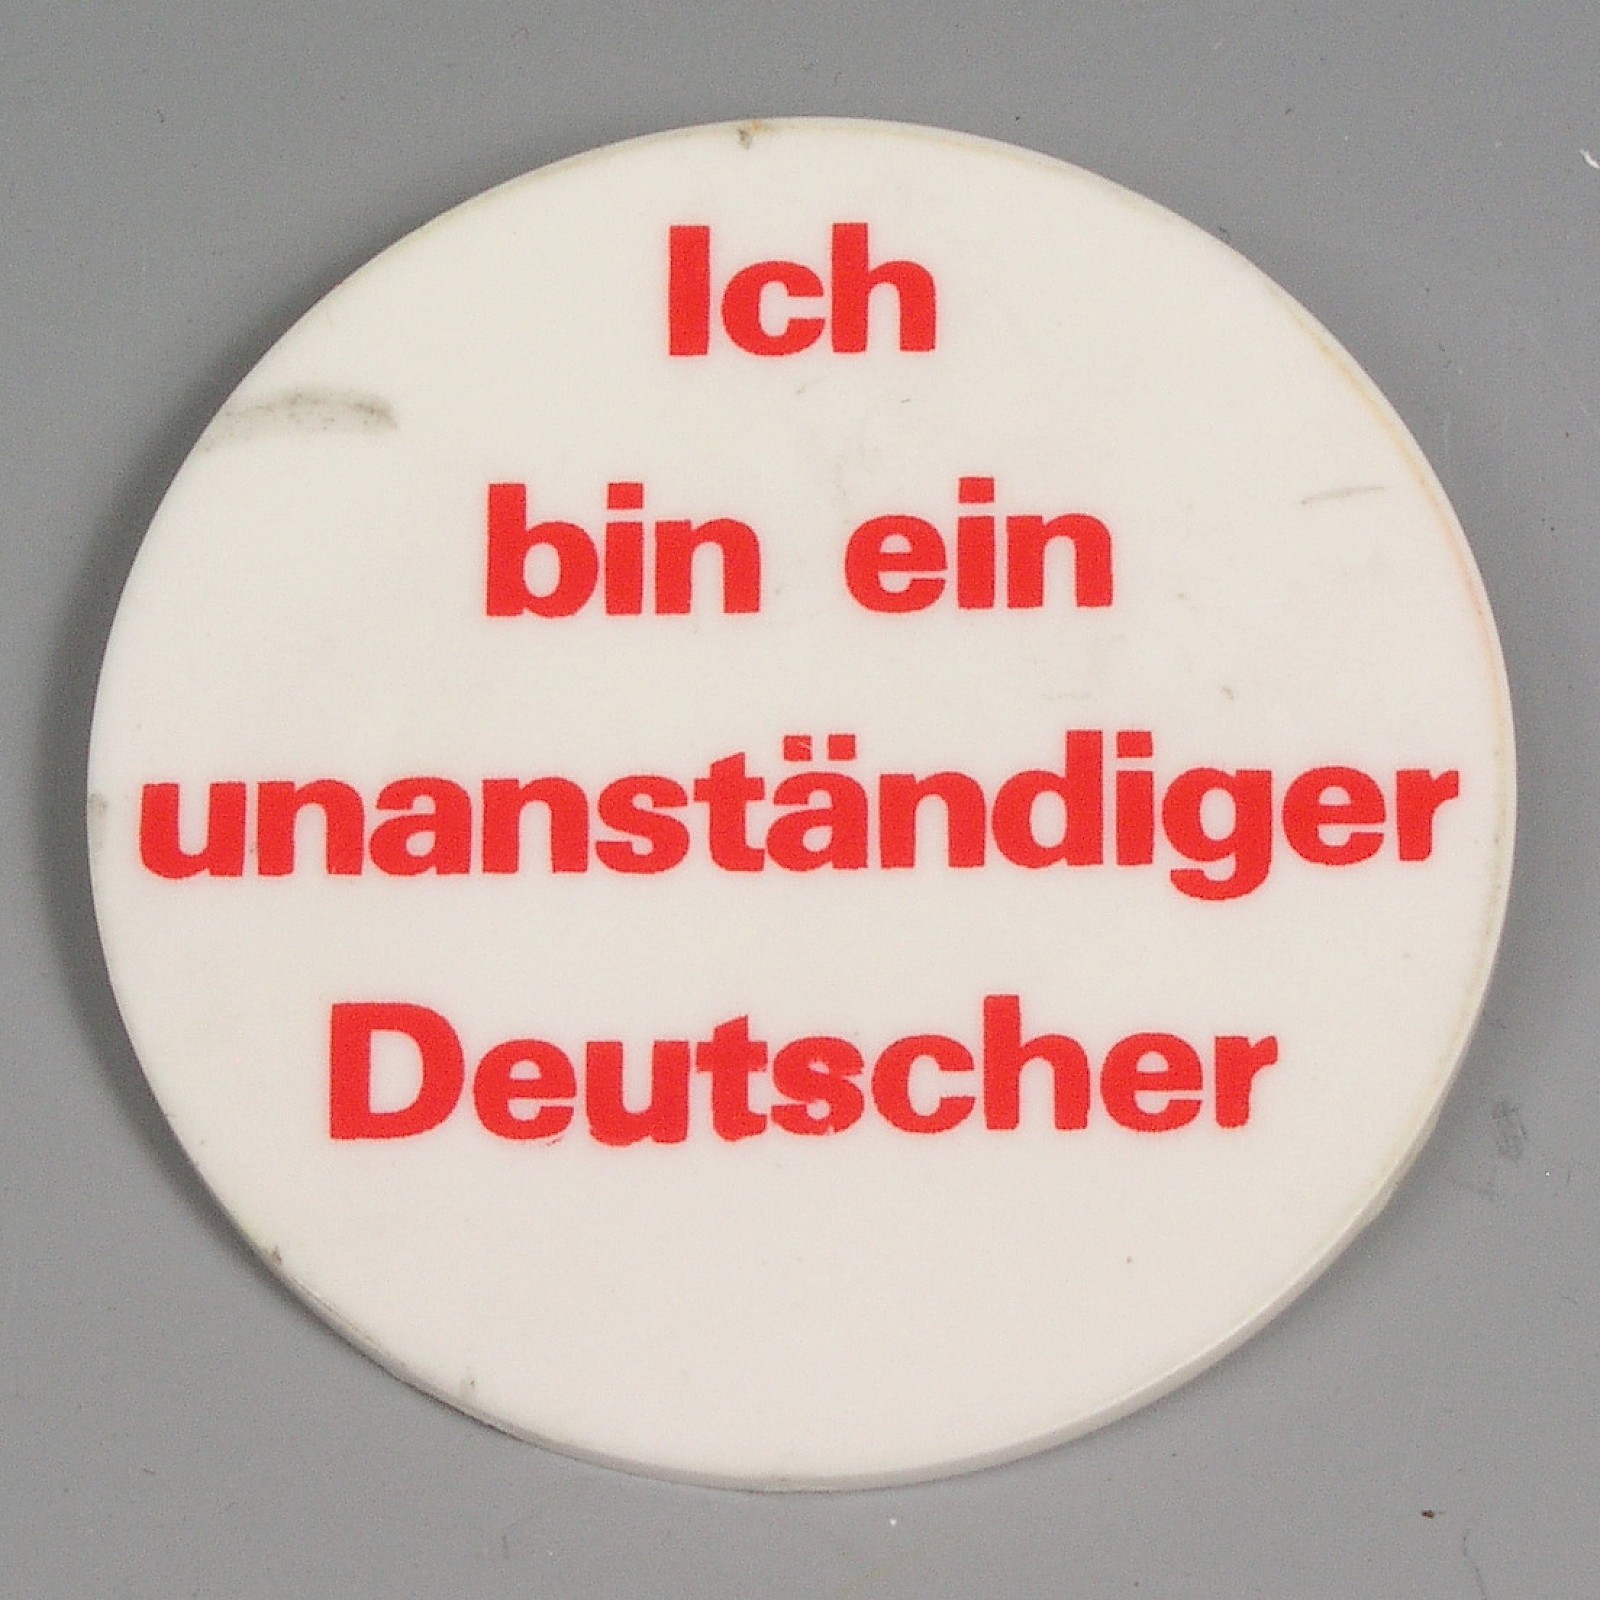 Ich
bin ein
unanständiger
Deutscher